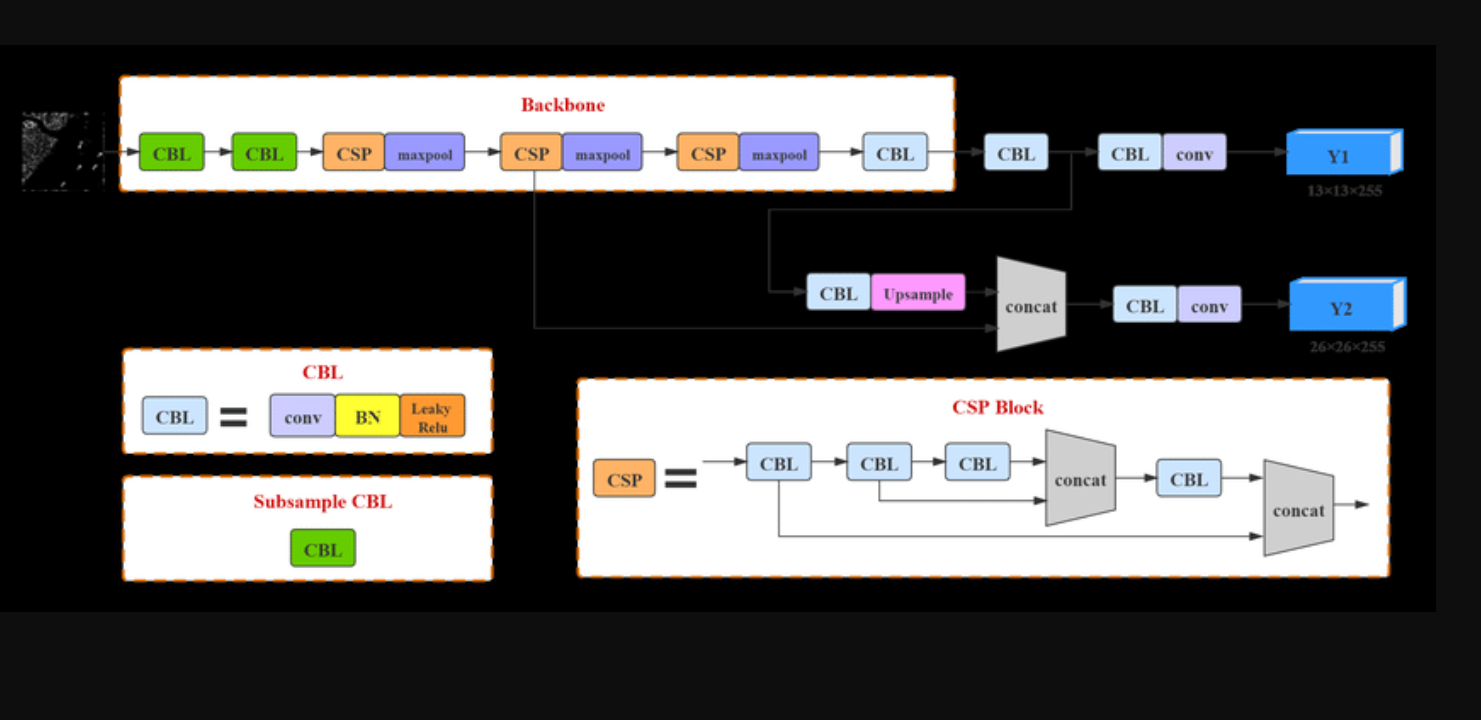 Backbone
CBL CBL CSP maxpool CSP maxpool CSP maxpool CBL CBL CBL conv Y1
13×13×255
CBL Upsample concat CBL conv Y2
26×26×255
CBL
CBL = conv BN Leaky
Relu
Subsample CBL
CBL
CSP Block
CSP = CBL CBL CBL concat CBL concat